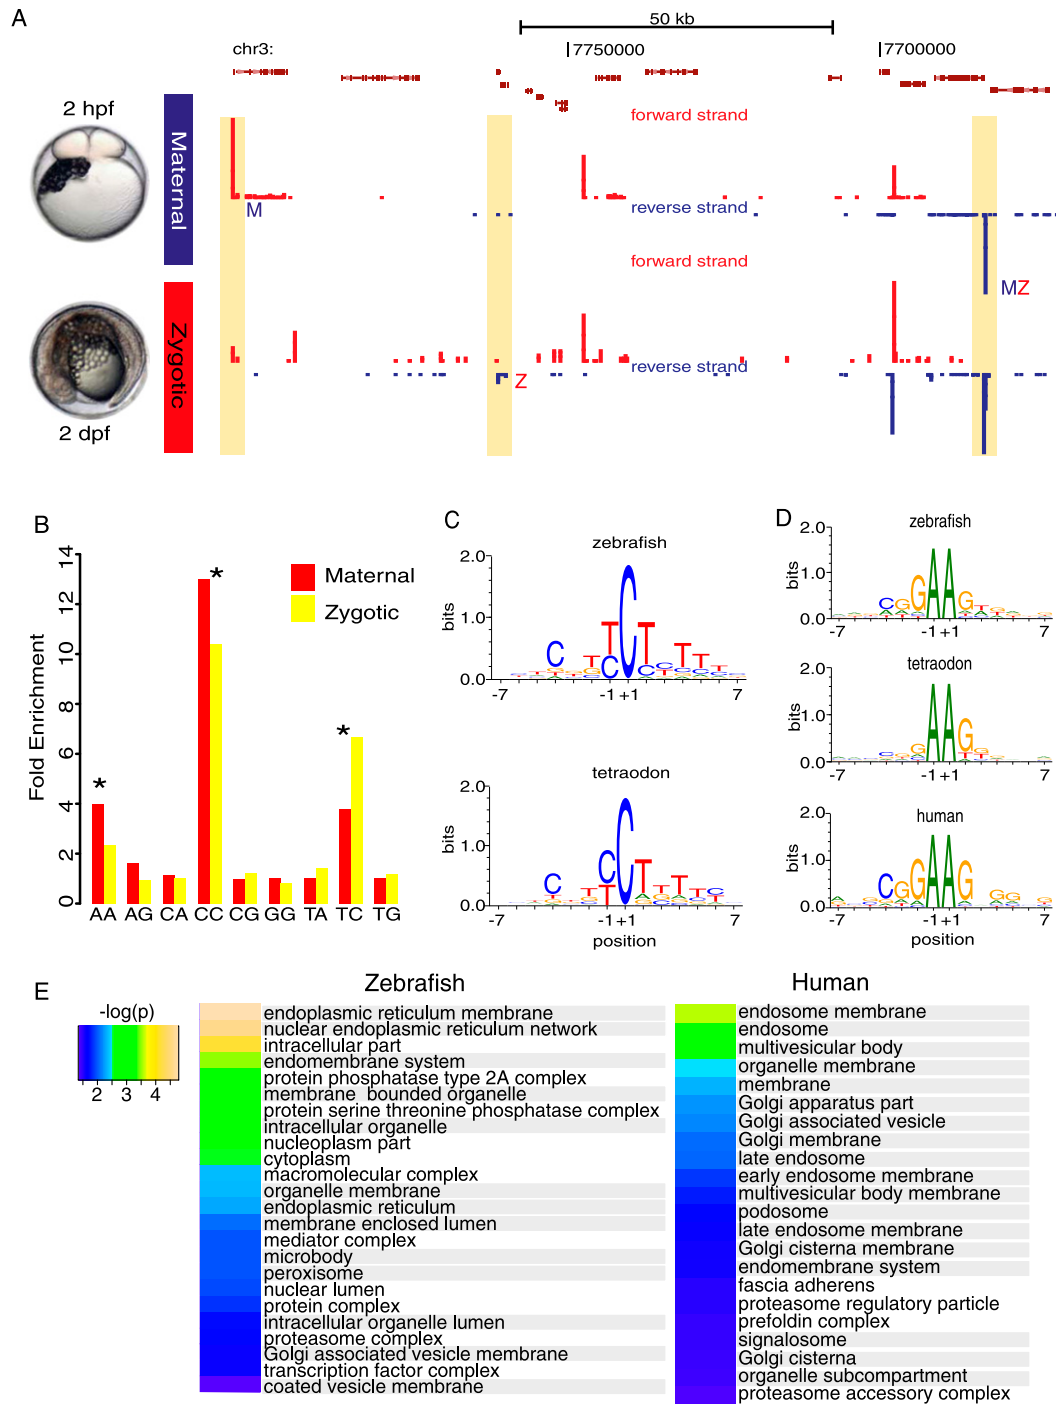 A
50 kb
chr3:
7750000
7700000
2 hpf
Maternal
forward strand
M
reverse strand
forward strand
MZ
Zygotic
reverse strand
Z
2 dpf
B
Fold Enrichment
14
12
10
8
6
4
2
0
*
*
*
Maternal
Zygotic
AA AG CA CC CG GG TA TC TG
C
zebrafish
bits
2.0
1.0
0.0
-7 -1 +1 7
tetraodon
bits
2.0
1.0
0.0
-7 -1 +1 7
position
D
zebrafish
bits
2.0
1.0
0.0
-7 -1 +1 7
tetraodon
bits
2.0
1.0
0.0
-7 -1 +1 7
human
bits
2.0
1.0
0.0
-7 -1 +1 7
position
E
-log(p)
2 3 4
Zebrafish
endoplasmic reticulum membrane
nuclear endoplasmic reticulum network
intracellular part
endomembrane system
protein phosphatase type 2A complex
membrane bounded organelle
protein serine threonine phosphatase complex
intracellular organelle
nucleoplasm part
cytoplasm
macromolecular complex
organelle membrane
endoplasmic reticulum
membrane enclosed lumen
mediator complex
microbody
peroxisome
nuclear lumen
protein complex
intracellular organelle lumen
proteasome complex
Golgi associated vesicle membrane
transcription factor complex
coated vesicle membrane
Human
endosome membrane
endosome
multivesicular body
organelle membrane
membrane
Golgi apparatus part
Golgi associated vesicle
Golgi membrane
late endosome
early endosome membrane
multivesicular body membrane
podosome
late endosome membrane
Golgi cisterna membrane
endomembrane system
fascia adherens
proteasome regulatory particle
prefoldin complex
signalosome
Golgi cisterna
organelle subcompartment
proteasome accessory complex